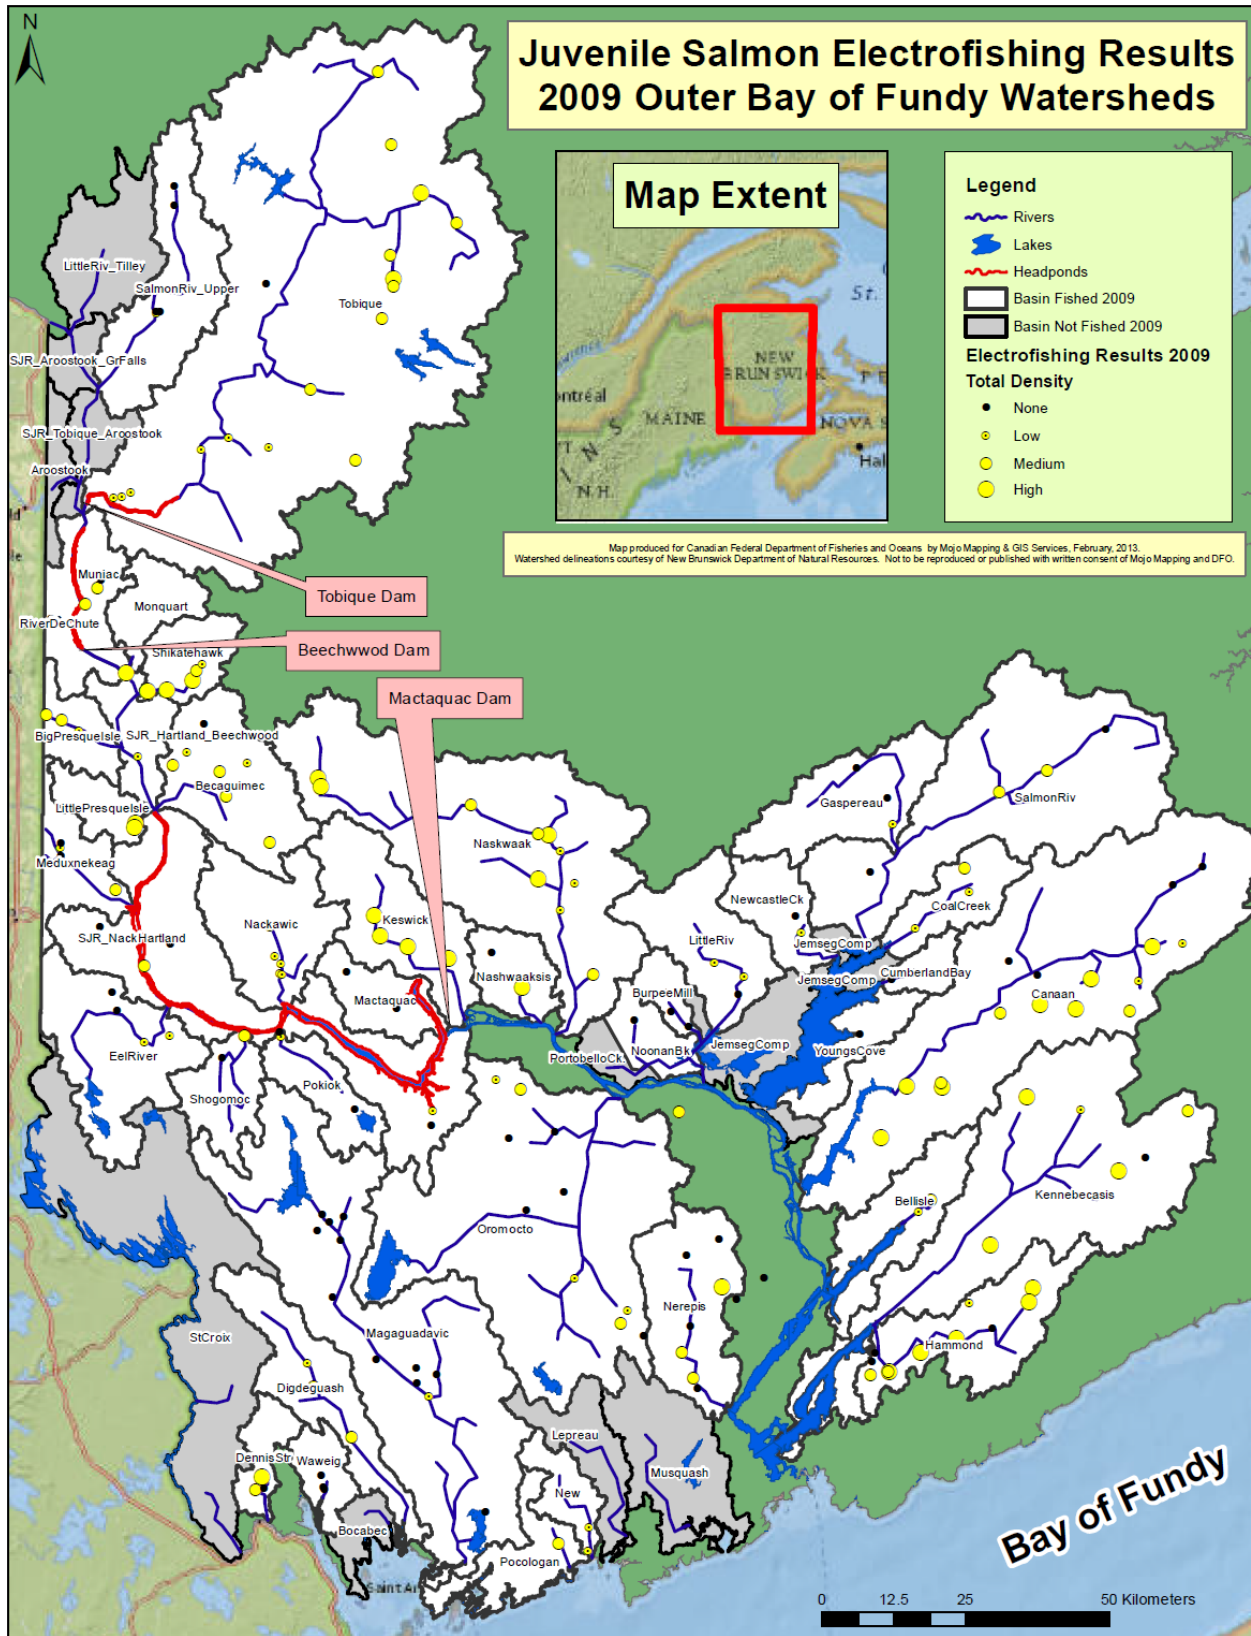 N
Juvenile Salmon Electrofishing Results
2009 Outer Bay of Fundy Watersheds
Map Extent
St.
NEW
BRUNSWICK
MAINE
N.H.
NOVA S
Hal
ntréal
Legend
Rivers
Lakes
Headponds
Basin Fished 2009
Basin Not Fished 2009
Electrofishing Results 2009
Total Density
None
Low
Medium
High
Map produced for Canadian Federal Department of Fisheries and Oceans by Mojo Mapping & GIS Services, February, 2013.
Watershed delineations courtesy of New Brunswick Department of Natural Resources. Not to be reproduced or published with written consent of Mojo Mapping and DFO.
LittleRiv_Tilley
SalmonRiv_Upper
Tobique
SJR_Aroostook_GrFalls
SJR_Tobique_Aroostook
Aroostook
Muniac
Monquart
Tobique Dam
RiverDeChute
Shikatehawk
Beechwwod Dam
Mactaquac Dam
BigPresqueIsle
SJR_Hartland_Beechwood
Becaguimec
LittlePresqueIsle
Meduxnekeag
Naskwaak
Gaspereau
SalmonRiv
SJR_NackHartland
Nackawic
Keswick
NewcastleCk
CoalCreek
LittleRiv
JemsegComp
Nashwaaksis
Mactaquac
BurpeeMill
JemsegComp
CumberlandBay
Canaan
EelRiver
PortobelloCk
NoonanBk
JemsegComp
YoungsCove
Pokiok
Shogomoc
Bellisle
Kennebecasis
Oromocto
Nerepis
StCroix
Magaguadavic
Hammond
Digdeguash
Lepreau
Musquash
DennisStr
Waweig
New
Bocabec
Pocologan
Saint A
Bay of Fundy
0 12.5 25 50 Kilometers